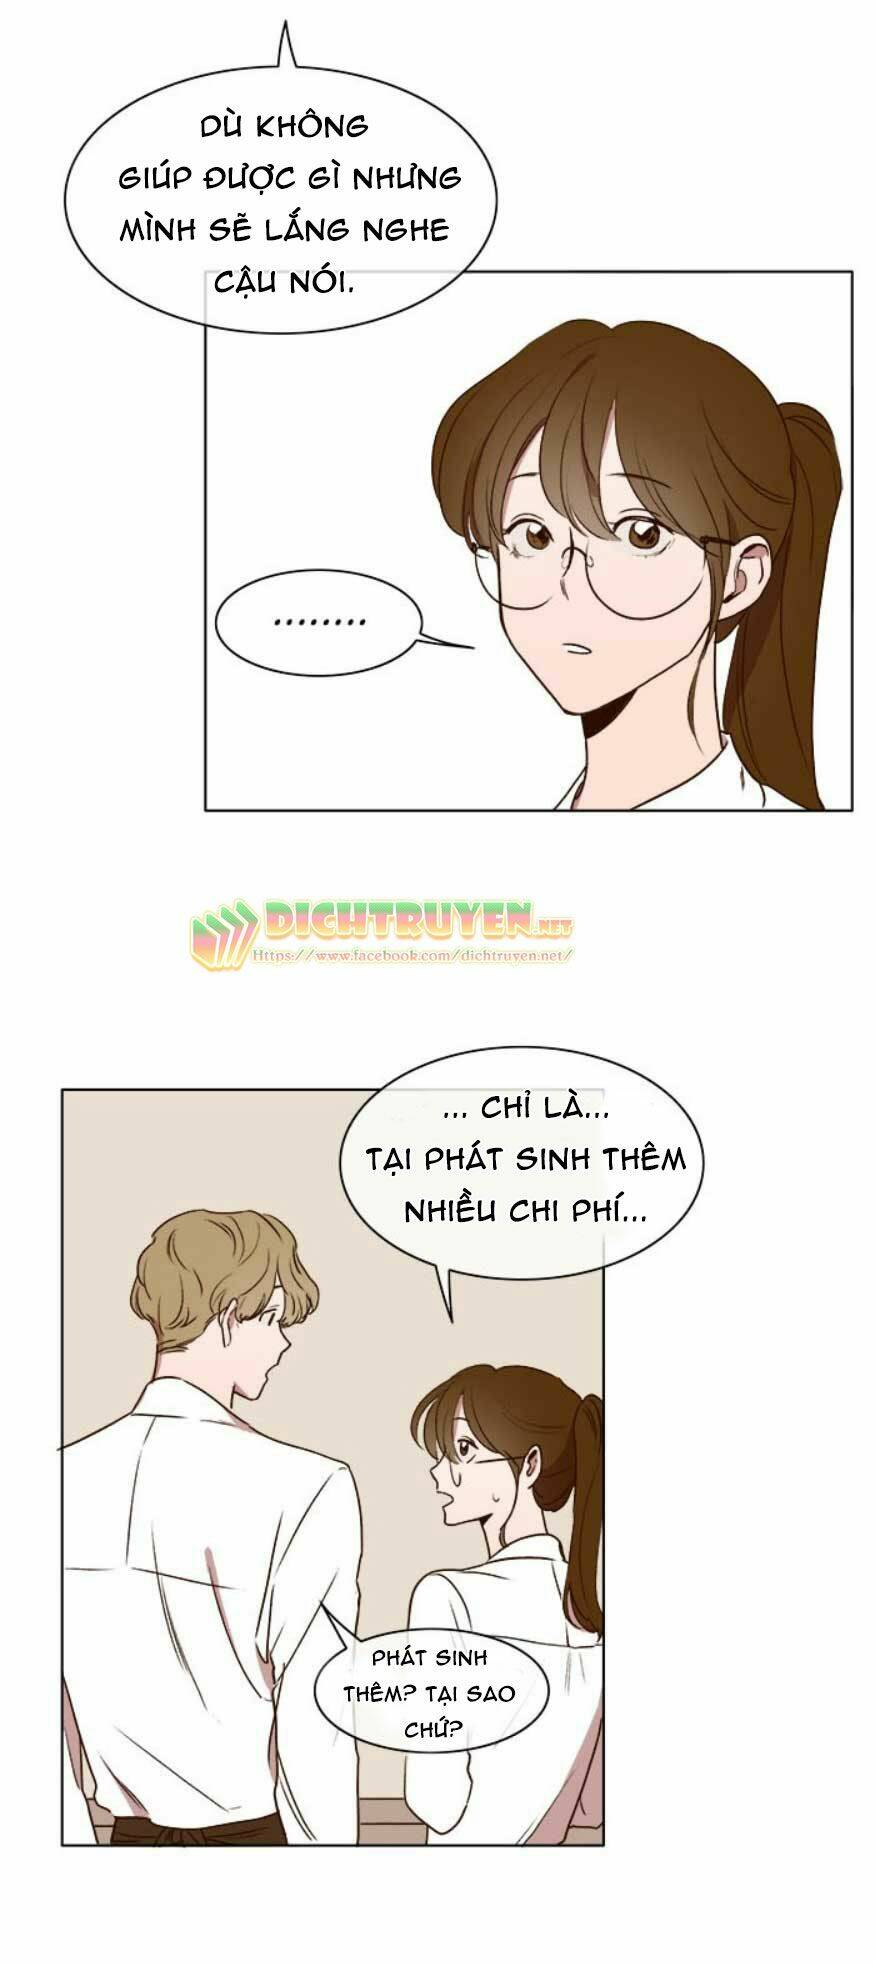 DÙ KHÔNG
GIÚP ĐƯỢC GÌ NHƯNG
MÌNH SẼ LẮNG NGHE
CẬU NÓI.
........
DICHTRUYEN.NET
Https://www.facebook.com/dichtruyen.net/
... CHỈ LÀ...
TẠI PHÁT SINH THÊM
NHIỀU CHI PHÍ...
PHÁT SINH
THÊM? TẠI SAO
CHỨ?